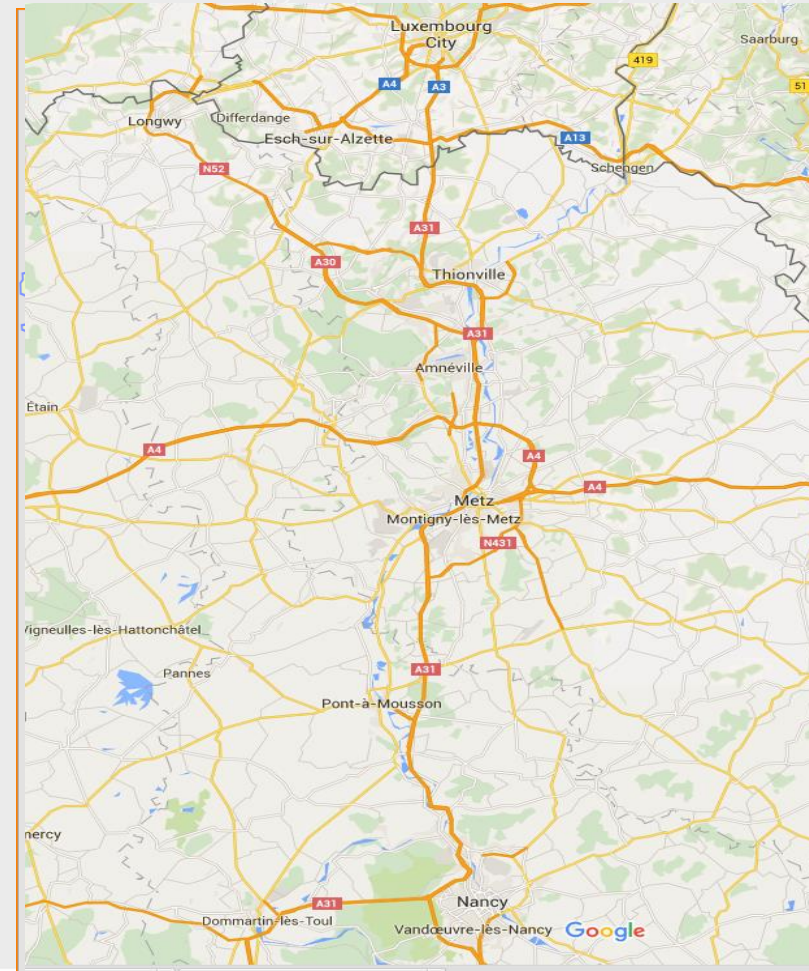 Luxembourg
City
Saarburg
419
51
A4
A3
Longwy
Differdange
Esch-sur-Alzette
A13
Schengen
N52
A31
A30
Thionville
A31
Amnéville
Étain
A4
A4
A4
Metz
Montigny-lès-Metz
N431
Vigneulles-lès-Hattonchâtel
A31
Pannes
Pont-à-Mousson
nercy
A31
Nancy
Dommartin-lès-Toul
Vandœuvre-lès-Nancy
Google